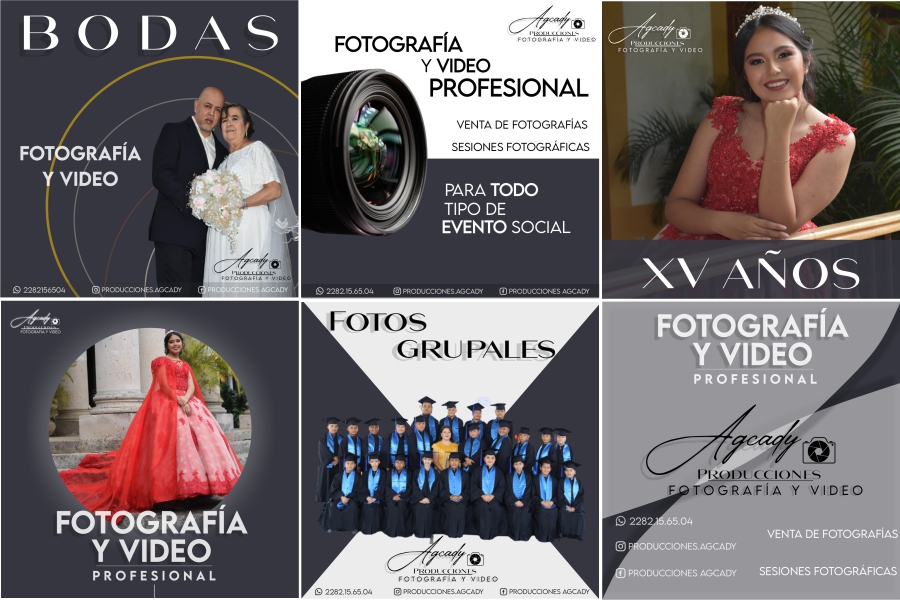 BODAS
FOTOGRAFÍA
Y VIDEO
Agcady
PRODUCCIONES
FOTOGRAFÍA Y VIDEO
2282156504
PRODUCCIONES.AGCADY
PRODUCCIONES AGCADY
Agcady
PRODUCCIONES
FOTOGRAFÍA Y VIDEO
FOTOGRAFÍA
Y VIDEO
PROFESIONAL
VENTA DE FOTOGRAFÍAS
SESIONES FOTOGRÁFICAS
PARA TODO
TIPO DE
EVENTO SOCIAL
2282.15.65.04
PRODUCCIONES.AGCADY
PRODUCCIONES AGCADY
Agcady
PRODUCCIONES
FOTOGRAFÍA Y VIDEO
XV AÑOS
Agcady
PRODUCCIONES
FOTOGRAFÍA Y VIDEO
FOTOGRAFÍA
Y VIDEO
PROFESIONAL
FOTOS
GRUPALES
Agcady
PRODUCCIONES
FOTOGRAFÍA Y VIDEO
2282.15.65.04
PRODUCCIONES.AGCADY
PRODUCCIONES AGCADY
FOTOGRAFÍA
Y VIDEO
PROFESIONAL
Agcady
PRODUCCIONES
FOTOGRAFÍA Y VIDEO
2282.15.65.04
VENTA DE FOTOGRAFÍAS
PRODUCCIONES.AGCADY
PRODUCCIONES AGCADY
SESIONES FOTOGRÁFICAS